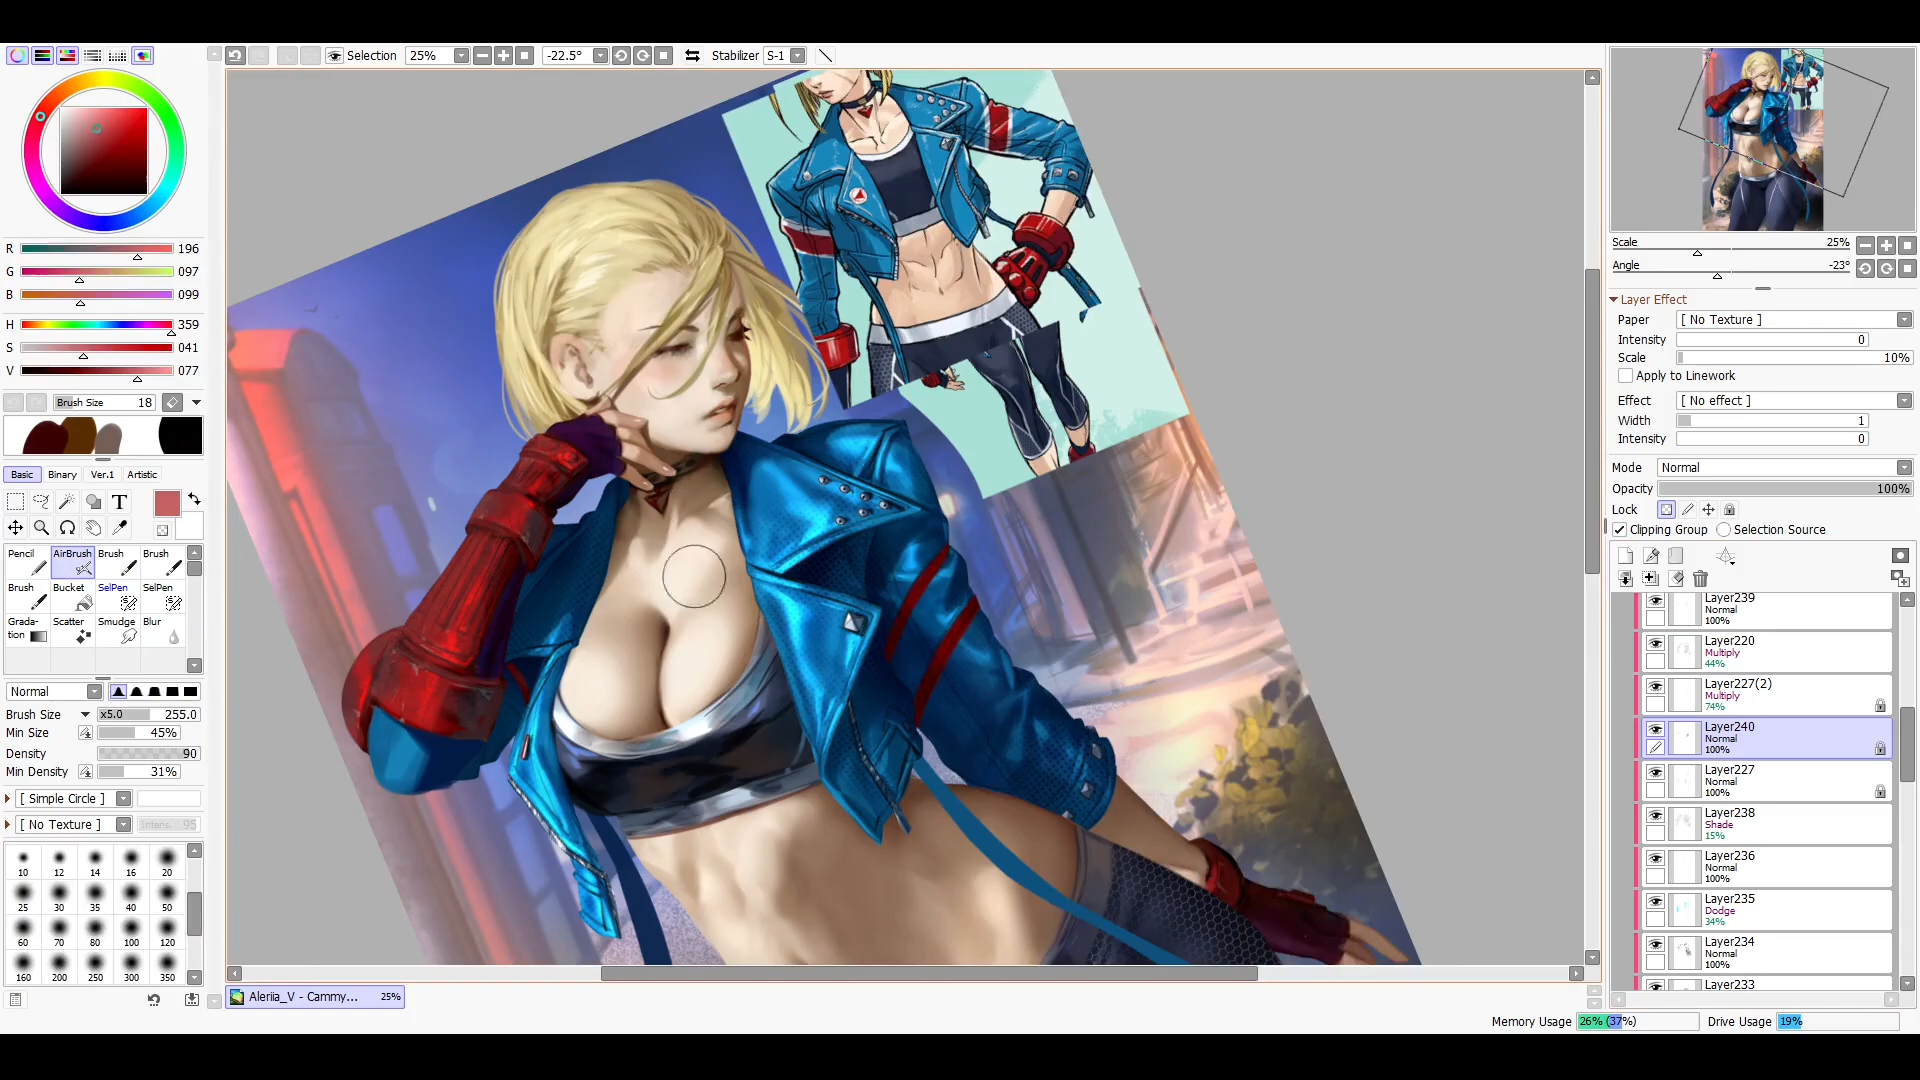 Selection 25% -22.5° Stabilizer S-1
R 196
G 097
B 099
H 359
S 041
V 077
Brush Size 18
Basic Binary Ver.1 Artistic
T
Pencil AirBrush Brush Brush
Brush Bucket SelPen SelPen
Grada-
tion Scatter Smudge Blur
Normal
Brush Size x5.0 255.0
Min Size 45%
Density 90
Min Density 31%
[ Simple Circle ]
[ No Texture ] Intens. 95
10 12 14 16 20
25 30 35 40 50
60 70 80 100 120
160 200 250 300 350
Aleriia_V - Cammy... 25%
Scale 25%
Angle -23°
Layer Effect
Paper [ No Texture ]
Intensity 0
Scale 10%
Apply to Linework
Effect [ No effect ]
Width 1
Intensity 0
Mode Normal
Opacity 100%
Lock
Clipping Group Selection Source
Layer239
Normal
100%
Layer220
Multiply
44%
Layer227(2)
Multiply
74%
Layer240
Normal
100%
Layer227
Normal
100%
Layer238
Shade
15%
Layer236
Normal
100%
Layer235
Dodge
34%
Layer234
Normal
100%
Layer233
Memory Usage 26% (37%) Drive Usage 19%